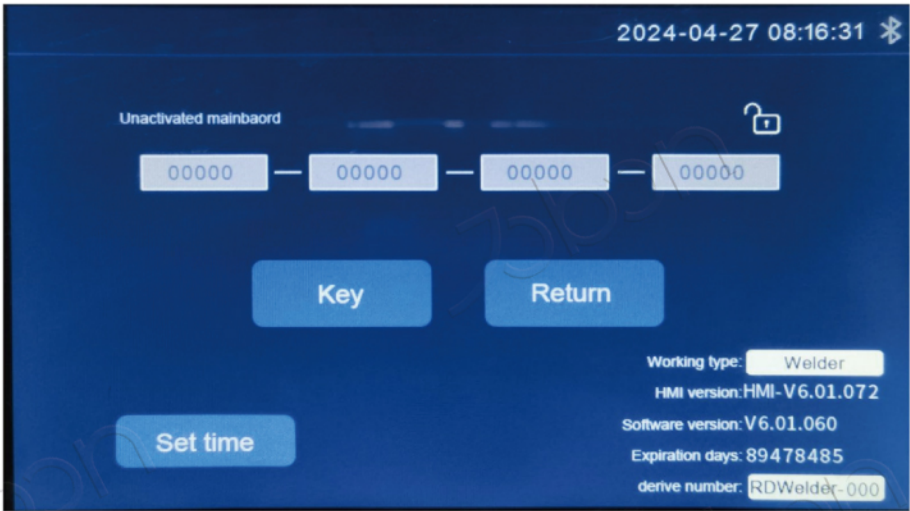 2024-04-27 08:16:31
Unactivated mainbaord
00000 — 00000 — 00000 — 00000
Key Return
Working type: Welder
HMI version:HMI-V6.01.072
Software version:V6.01.060
Set time
Expiration days:89478485
derive number: RDWelder-000